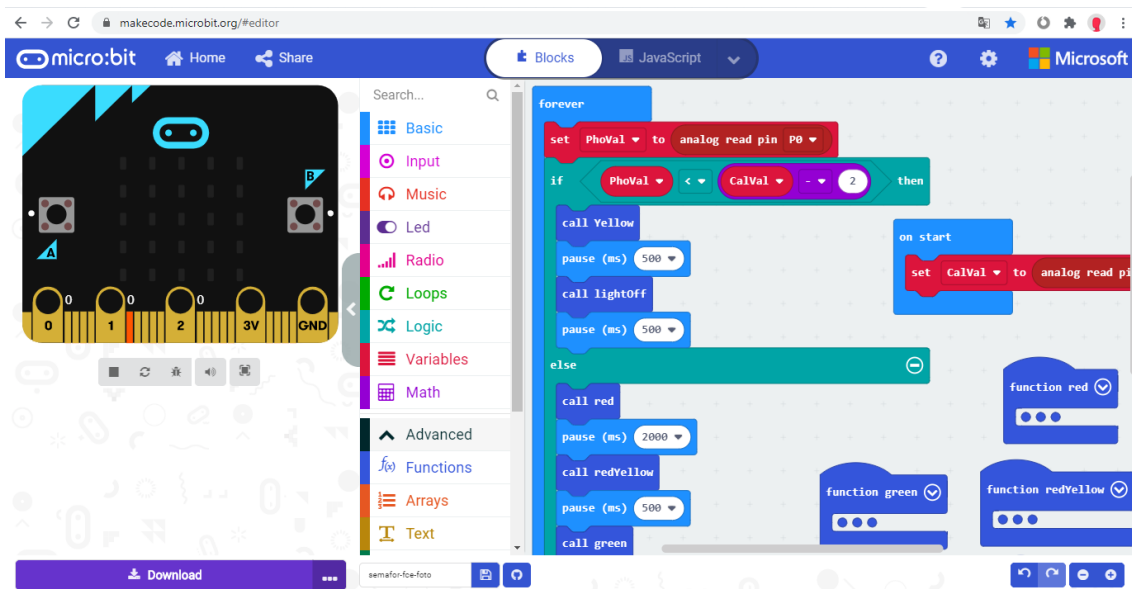 makecode.microbit.org/#editor
micro:bit
Home
Share
Blocks
JS JavaScript
?
Microsoft
B
A
0 0 0
0 1 2 3V GND
Download
Search...
Basic
Input
Music
Led
Radio
Loops
Logic
Variables
Math
Advanced
f(x) Functions
Arrays
Text
forever
set PhoVal to analog read pin P0
if PhoVal < CalVal - 2 then
call Yellow
pause (ms) 500
call lightOff
pause (ms) 500
else
call red
pause (ms) 2000
call redYellow
pause (ms) 500
call green
on start
set CalVal to analog read pi
function red
function green
function redYellow
semafor-fce-foto